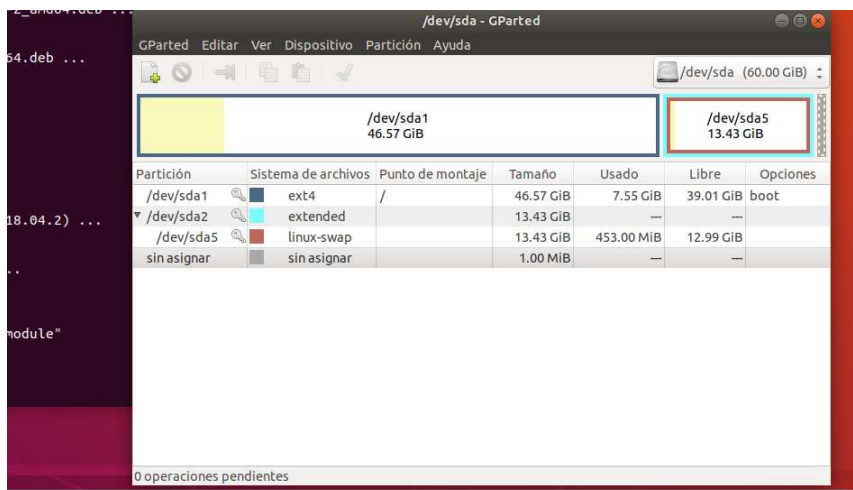 /dev/sda - GParted
GParted Editar Ver Dispositivo Partición Ayuda
64.deb ...
/dev/sda (60.00 GiB)
/dev/sda1
46.57 GiB
/dev/sda5
13.43 GiB
Partición Sistema de archivos Punto de montaje Tamaño Usado Libre Opciones
/dev/sda1 ext4 / 46.57 GiB 7.55 GiB 39.01 GiB boot
18.04.2) ...
/dev/sda2 extended 13.43 GiB — —
/dev/sda5 linux-swap 13.43 GiB 453.00 MiB 12.99 GiB
sin asignar sin asignar 1.00 MiB — —
..
module"
0 operaciones pendientes